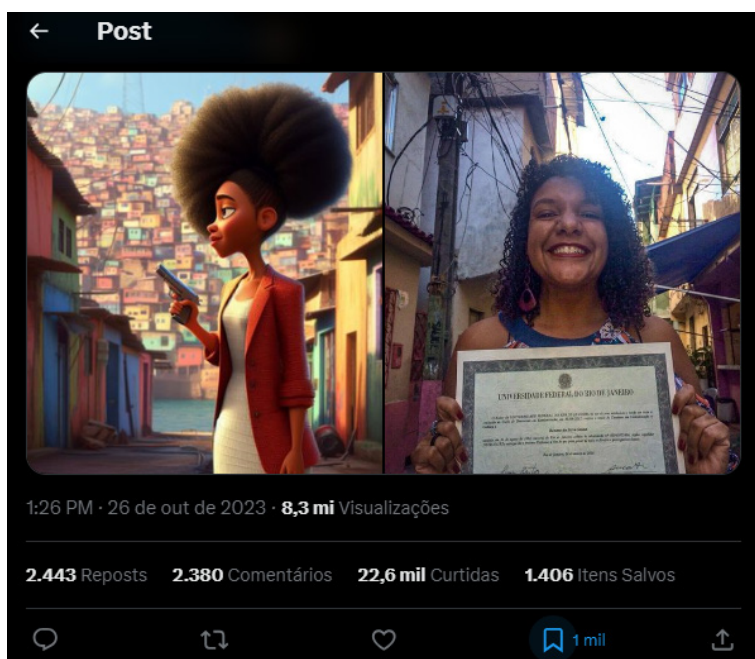 Post
UNIVERSIDADE FEDERAL DO RIO DE JANEIRO
1:26 PM · 26 de out de 2023 · 8,3 mi Visualizações
2.443 Reposts 2.380 Comentários 22,6 mil Curtidas 1.406 Itens Salvos
1 mil